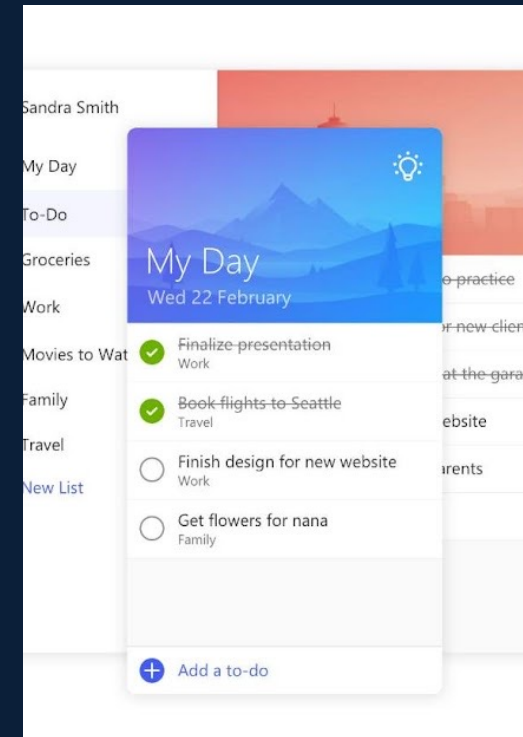 Sandra Smith
My Day
To-Do
Groceries
Work
Movies to Wat
Family
Travel
New List
My Day
Wed 22 February
Finalize presentation
Work
Book flights to Seattle
Travel
Finish design for new website
Work
Get flowers for nana
Family
Add a to-do
o practice
r new clien
at the gara
ebsite
arents